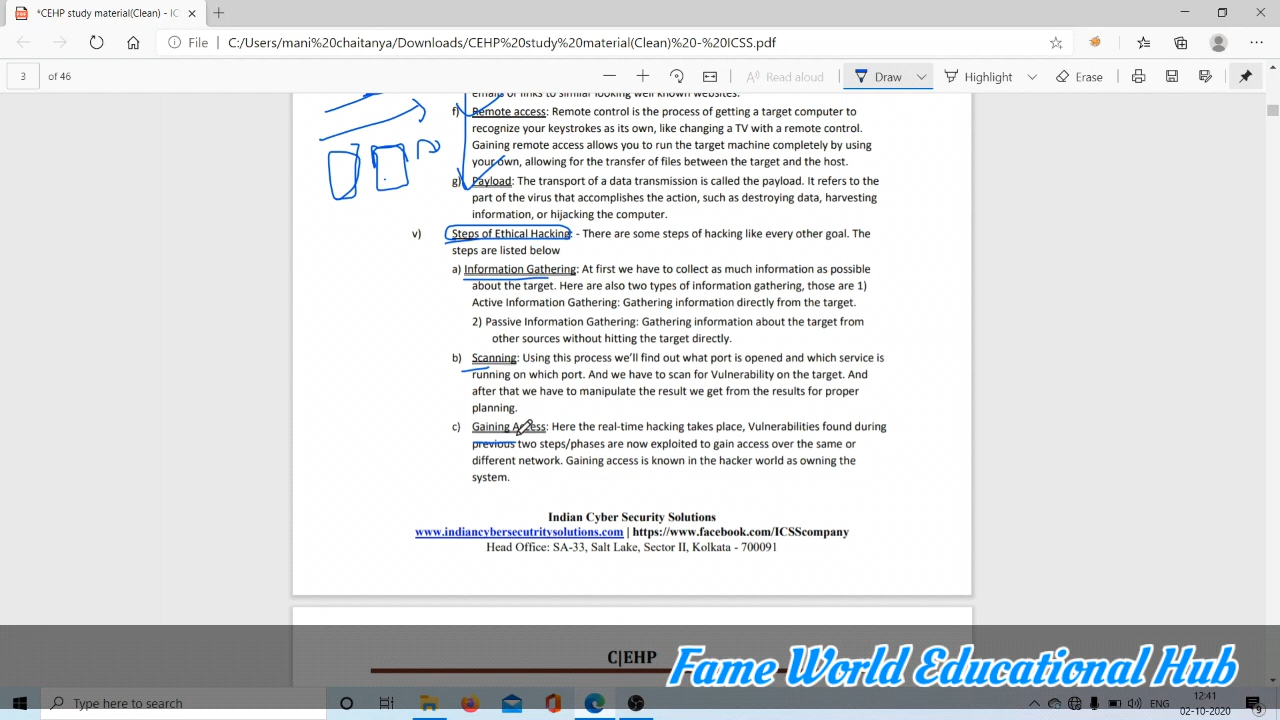 *CEHP study material(Clean) - IC
File
C:/Users/mani%20chaitanya/Downloads/CEHP%20study%20material(Clean)%20-%20ICSS.pdf
3 of 46
Read aloud
Draw
Highlight
Erase
emails or links to similar looking well known websites.
f) Remote access: Remote control is the process of getting a target computer to
recognize your keystrokes as its own, like changing a TV with a remote control.
Gaining remote access allows you to run the target machine completely by using
your own, allowing for the transfer of files between the target and the host.
g) Payload: The transport of a data transmission is called the payload. It refers to the
part of the virus that accomplishes the action, such as destroying data, harvesting
information, or hijacking the computer.
v) Steps of Ethical Hacking: - There are some steps of hacking like every other goal. The
steps are listed below
a) Information Gathering: At first we have to collect as much information as possible
about the target. Here are also two types of information gathering, those are 1)
Active Information Gathering: Gathering information directly from the target.
2) Passive Information Gathering: Gathering information about the target from
other sources without hitting the target directly.
b) Scanning: Using this process we'll find out what port is opened and which service is
running on which port. And we have to scan for Vulnerability on the target. And
after that we have to manipulate the result we get from the results for proper
planning.
c) Gaining Access: Here the real-time hacking takes place, Vulnerabilities found during
previous two steps/phases are now exploited to gain access over the same or
different network. Gaining access is known in the hacker world as owning the
system.
Indian Cyber Security Solutions
www.indiancybersecutritysolutions.com | https://www.facebook.com/ICSScompany
Head Office: SA-33, Salt Lake, Sector II, Kolkata - 700091
C|EHP
Fame World Educational Hub
Type here to search
ENG
12:41
02-10-2020
9